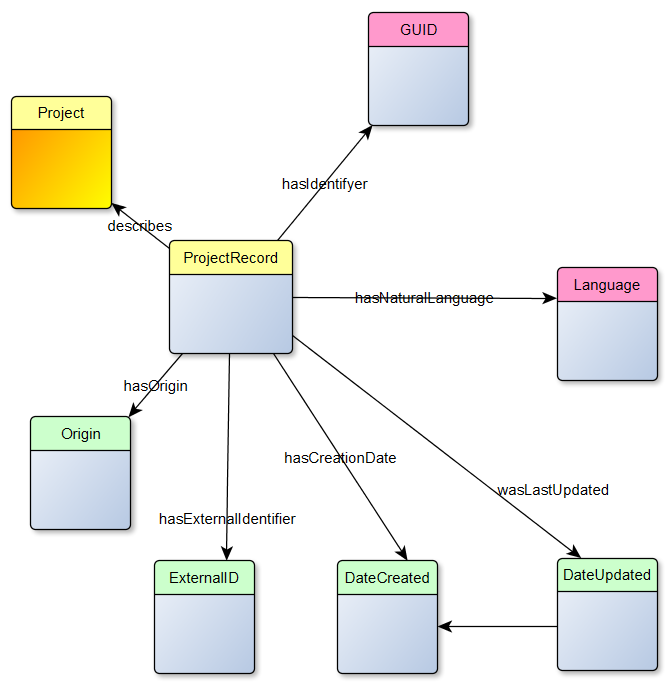 GUID
Project
hasIdentifyer
describes
ProjectRecord
Language
hasNaturalLanguage
hasOrigin
Origin
hasCreationDate
wasLastUpdated
hasExternalIdentifier
ExternalID
DateCreated
DateUpdated